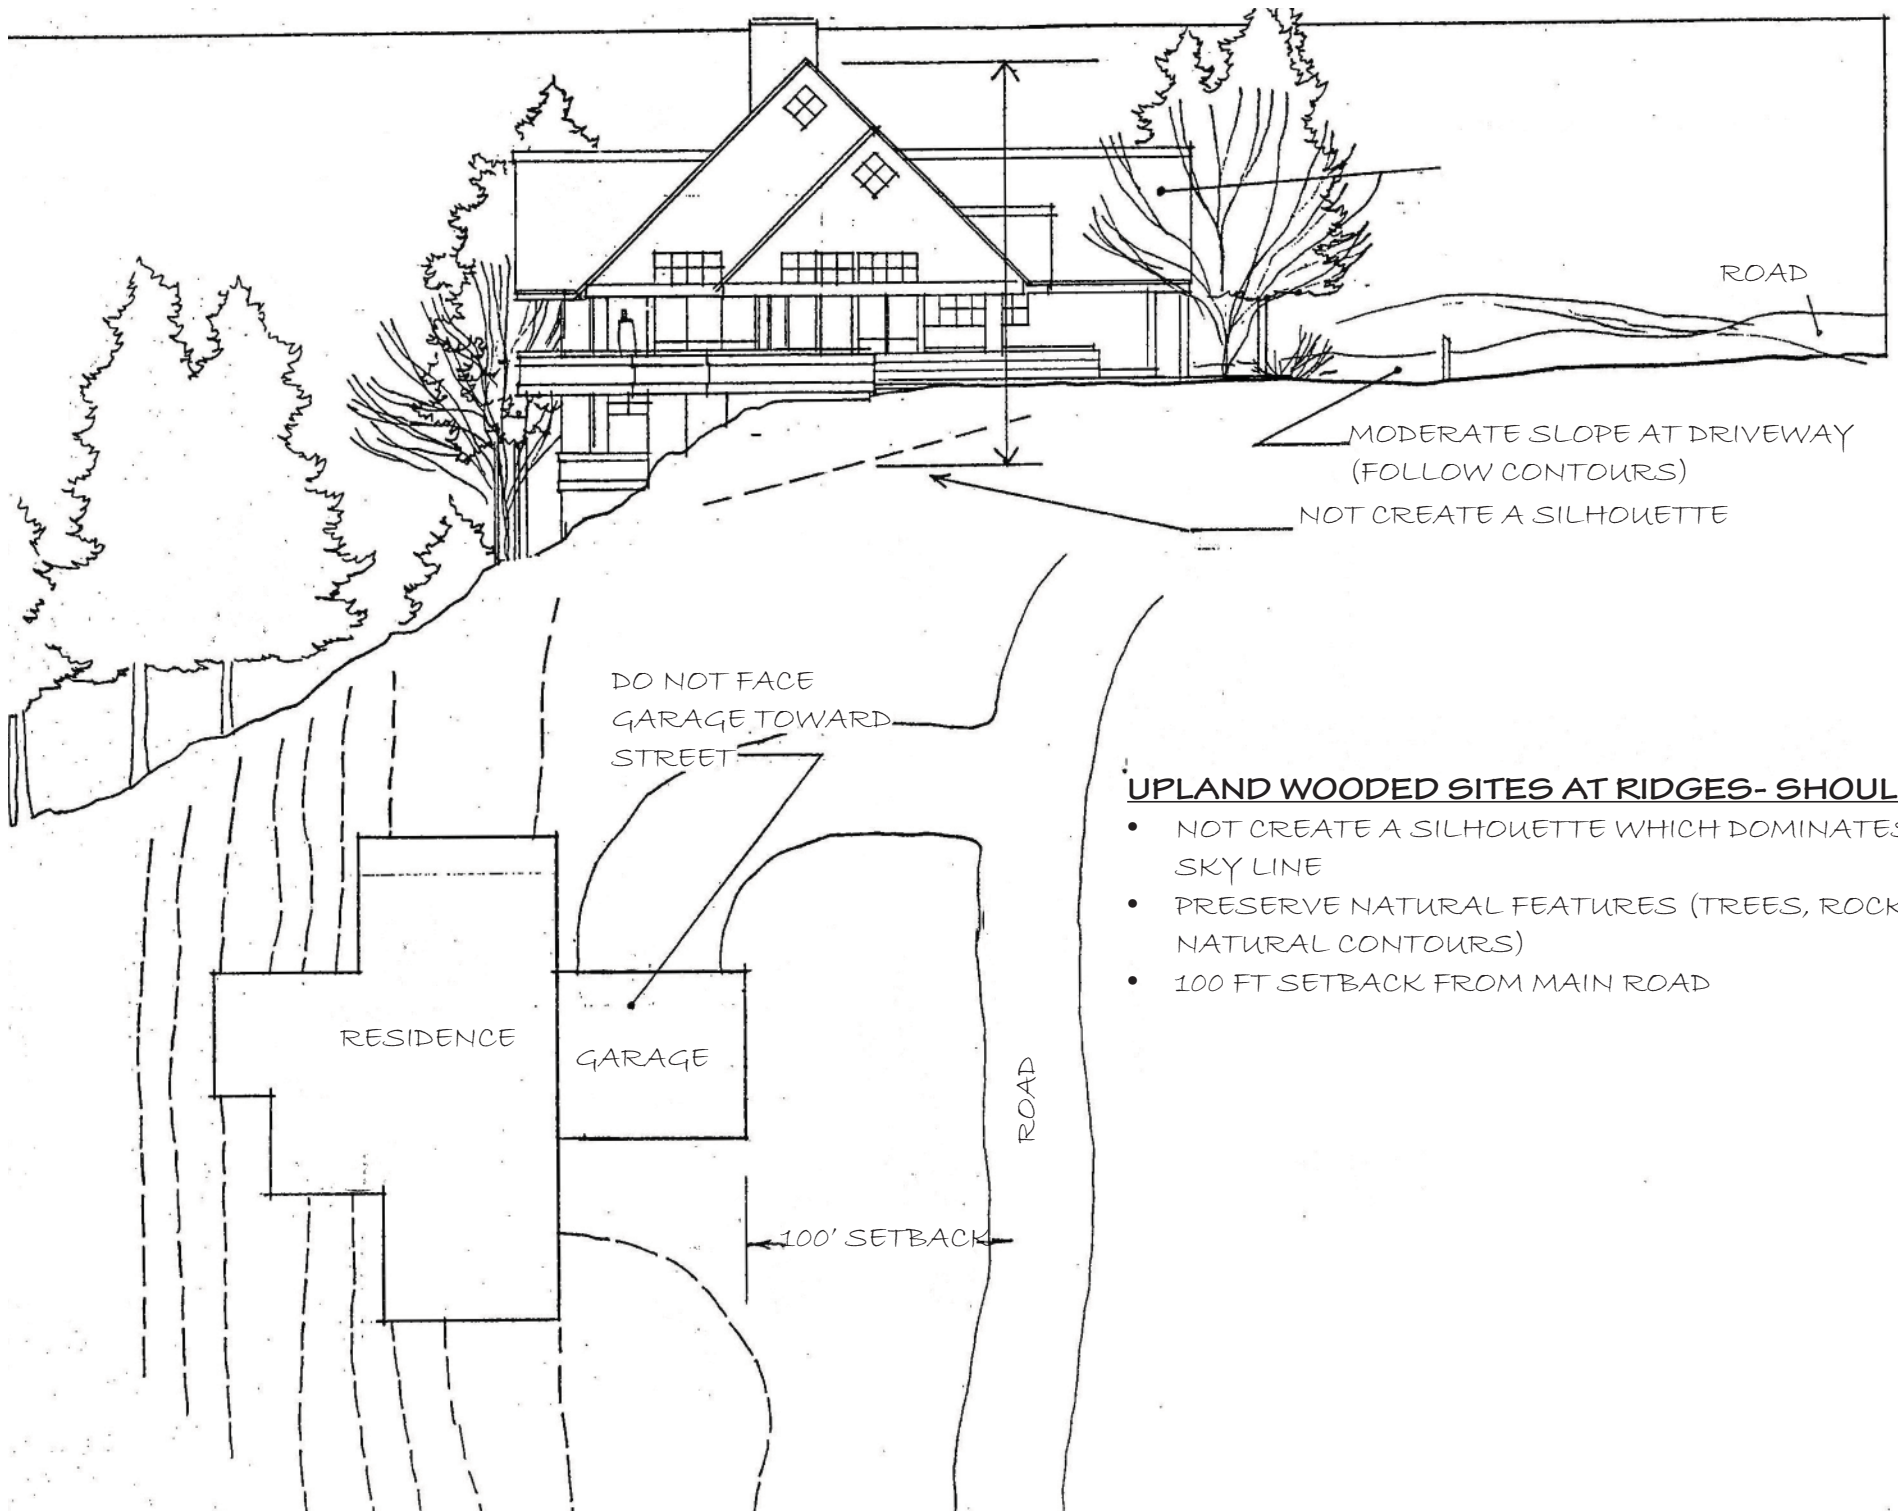 ROAD
MODERATE SLOPE AT DRIVEWAY
(FOLLOW CONTOURS)
NOT CREATE A SILHOUETTE
DO NOT FACE
GARAGE TOWARD
STREET
UPLAND WOODED SITES AT RIDGES- SHOUL
• NOT CREATE A SILHOUETTE WHICH DOMINATES
SKY LINE
• PRESERVE NATURAL FEATURES (TREES, ROCK
NATURAL CONTOURS)
• 100 FT SETBACK FROM MAIN ROAD
RESIDENCE
GARAGE
ROAD
100' SETBACK